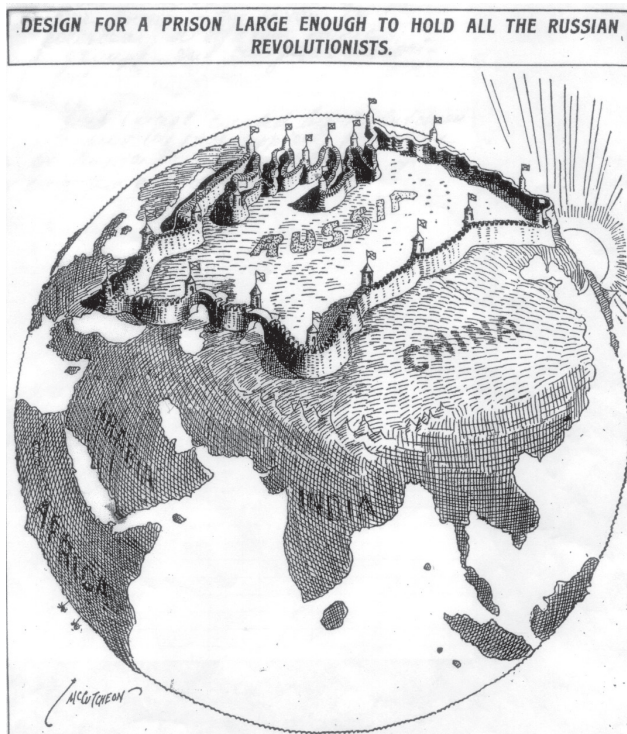 DESIGN FOR A PRISON LARGE ENOUGH TO HOLD ALL THE RUSSIAN
REVOLUTIONISTS.
RUSSIA
CHINA
ARABIA
INDIA
AFRICA
McCUTCHEON